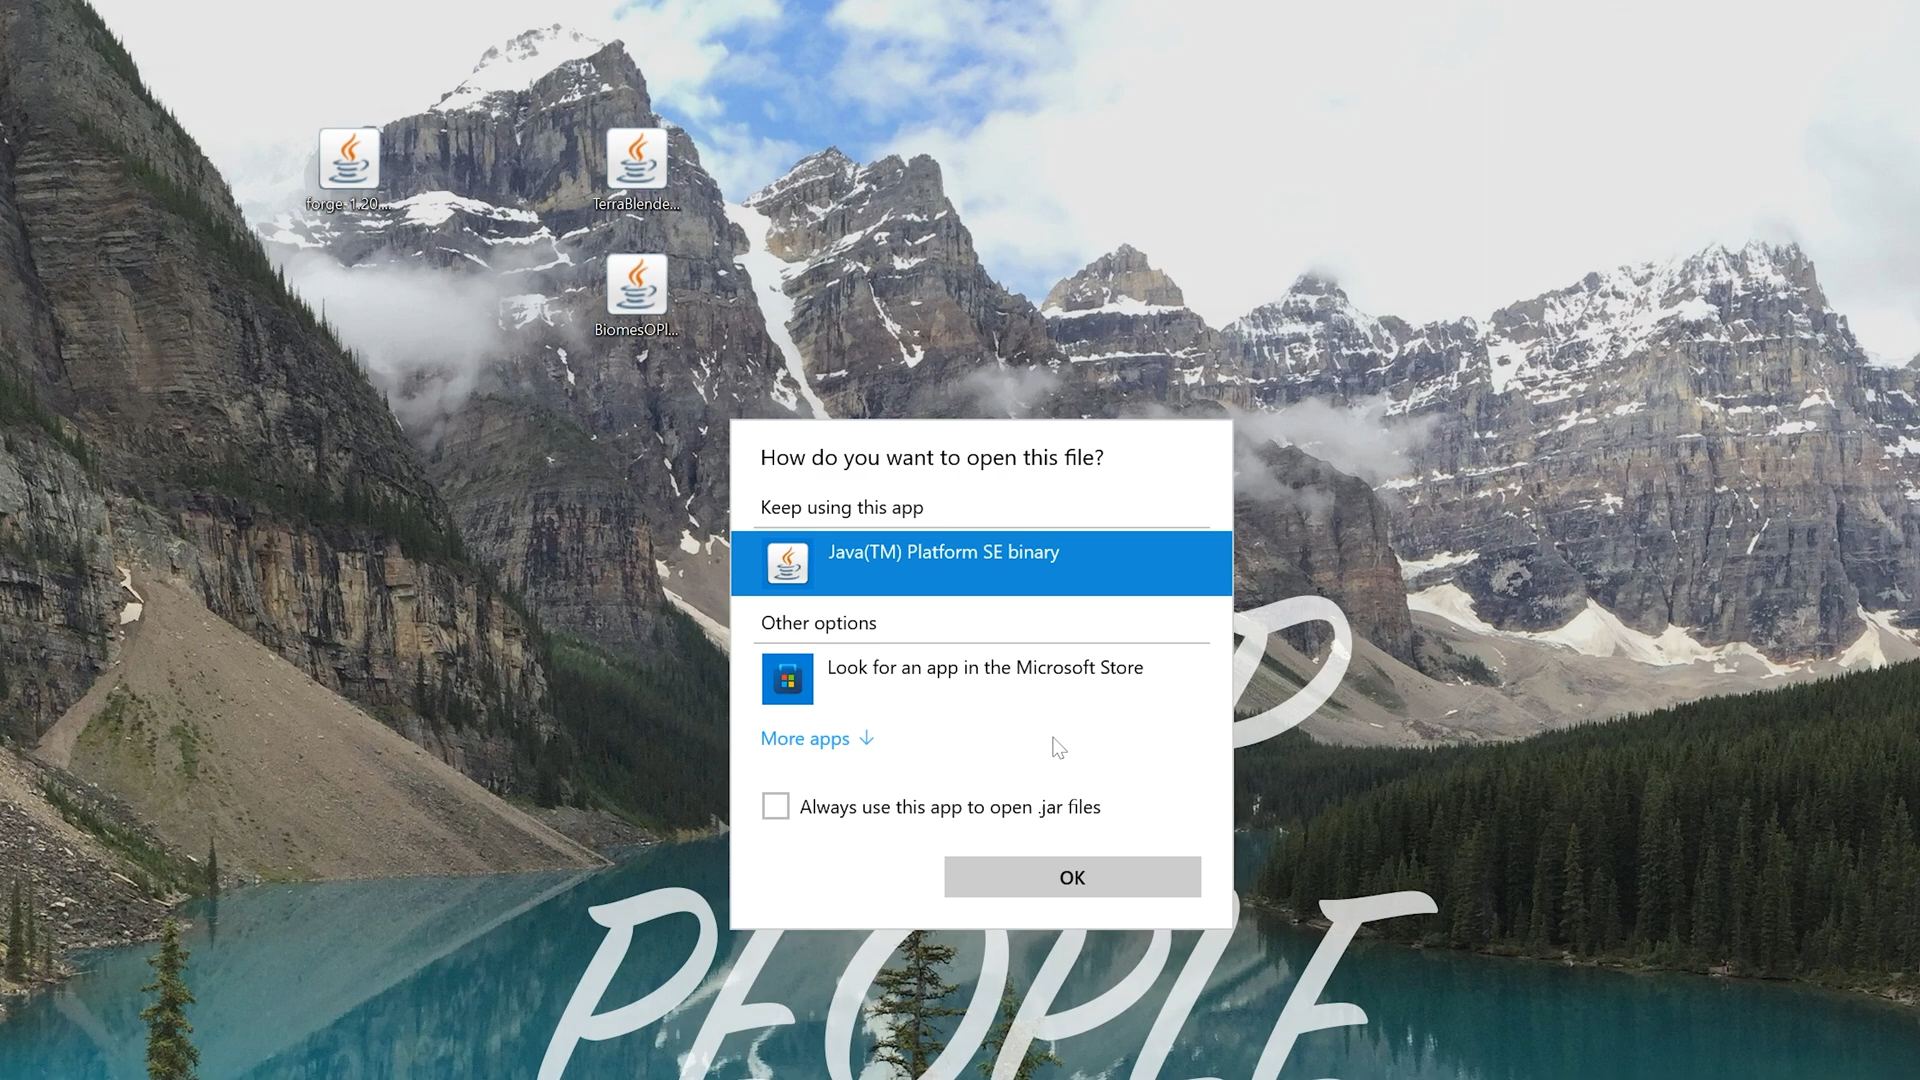 forge-1.20...
TerraBlende...
BiomesOPl...
How do you want to open this file?
Keep using this app
Java(TM) Platform SE binary
Other options
Look for an app in the Microsoft Store
More apps
Always use this app to open .jar files
OK
PEOPLE